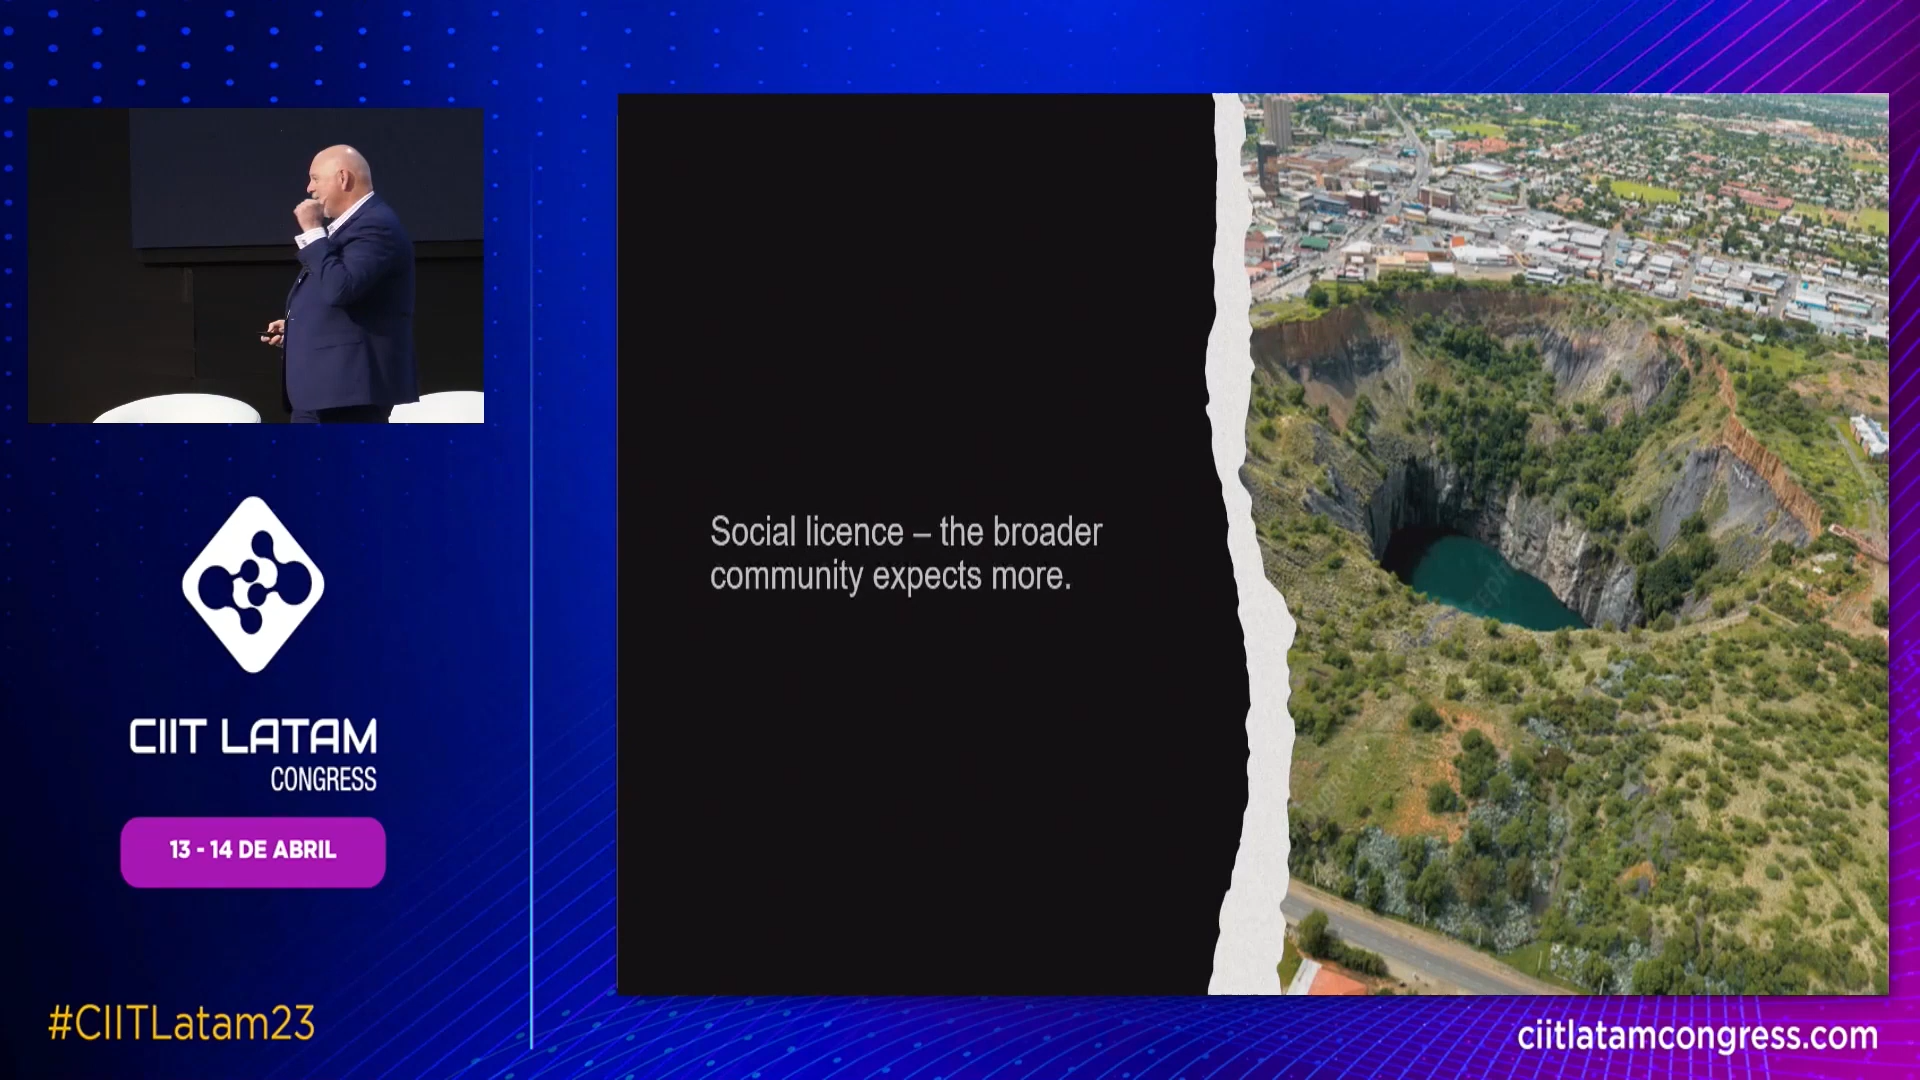 Social licence – the broader
community expects more.
CIIT LATAM
CONGRESS
13 - 14 DE ABRIL
#CIITLatam23
ciitlatamcongress.com